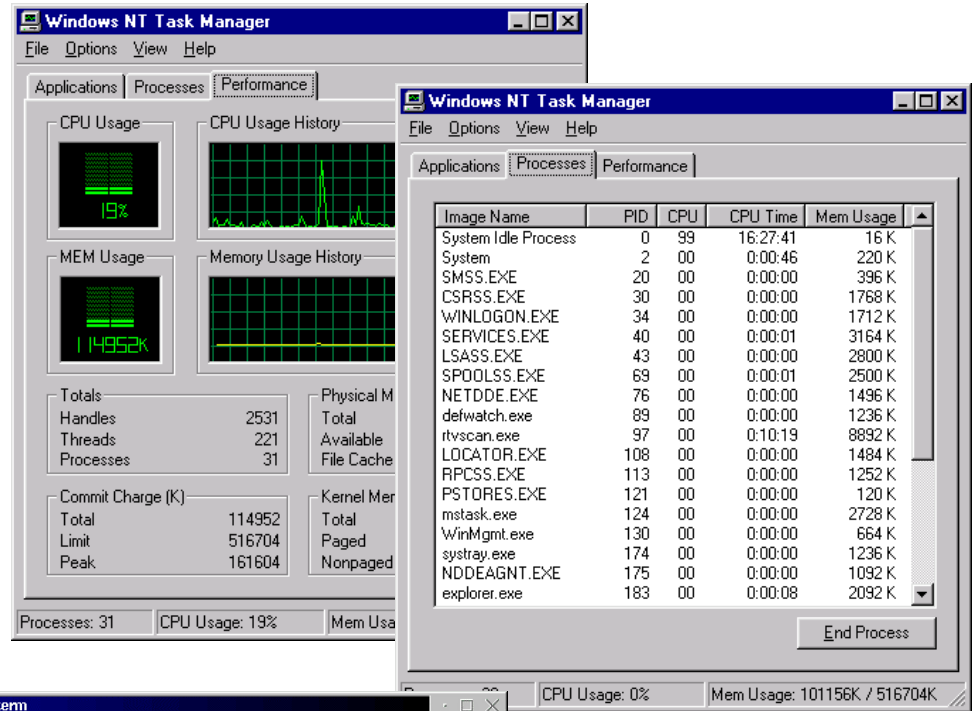 Windows NT Task Manager
File Options View Help
Applications Processes Performance
CPU Usage CPU Usage History
19%
MEM Usage Memory Usage History
114952K
Totals Physical M
Handles 2531 Total
Threads 221 Available
Processes 31 File Cache
Commit Charge (K) Kernel Mer
Total 114952 Total
Limit 516704 Paged
Peak 161604 Nonpaged
Processes: 31 CPU Usage: 19% Mem Usa
Windows NT Task Manager
File Options View Help
Applications Processes Performance
Image Name PID CPU CPU Time Mem Usage
System Idle Process 0 99 16:27:41 16 K
System 2 00 0:00:46 220 K
SMSS.EXE 20 00 0:00:00 396 K
CSRSS.EXE 30 00 0:00:00 1768 K
WINLOGON.EXE 34 00 0:00:00 1712 K
SERVICES.EXE 40 00 0:00:01 3164 K
LSASS.EXE 43 00 0:00:00 2800 K
SPOOLSS.EXE 69 00 0:00:01 2500 K
NETDDE.EXE 76 00 0:00:00 1496 K
defwatch.exe 89 00 0:00:00 1236 K
rtvscan.exe 97 00 0:10:19 8892 K
LOCATOR.EXE 108 00 0:00:00 1484 K
RPCSS.EXE 113 00 0:00:00 1252 K
PSTORES.EXE 121 00 0:00:00 120 K
mstask.exe 124 00 0:00:00 2728 K
WinMgmt.exe 130 00 0:00:00 664 K
systray.exe 174 00 0:00:00 1236 K
NDDEAGNT.EXE 175 00 0:00:00 1092 K
explorer.exe 183 00 0:00:08 2092 K
End Process
CPU Usage: 0% Mem Usage: 101156K / 516704K
term